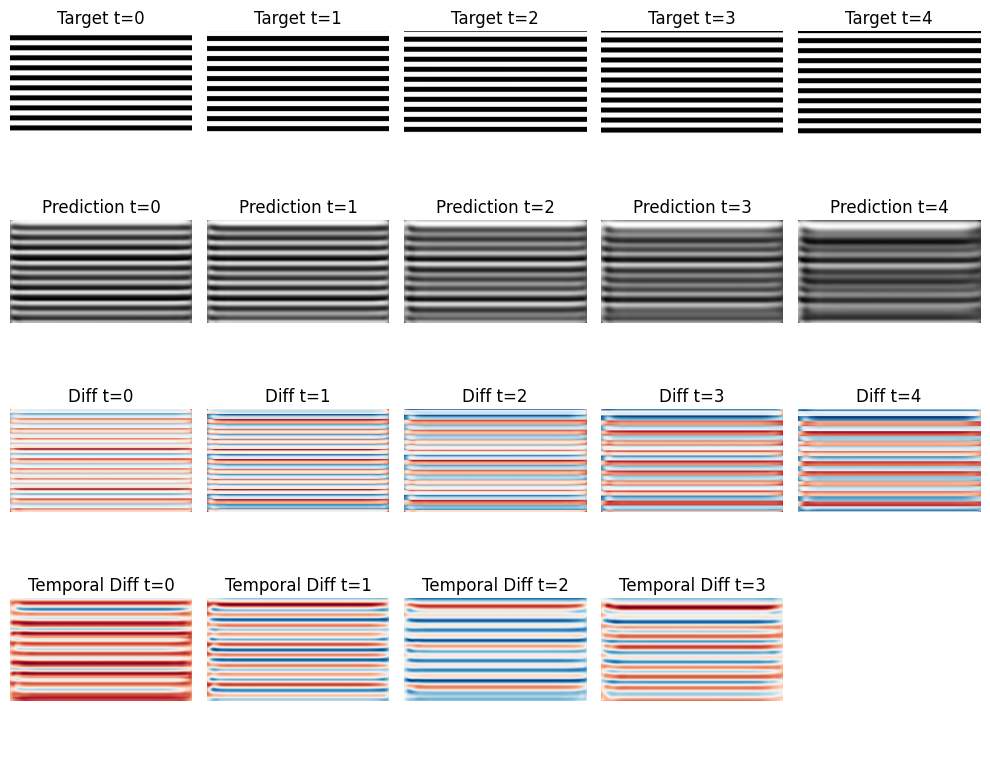 Target t=0 Target t=1 Target t=2 Target t=3 Target t=4
Prediction t=0 Prediction t=1 Prediction t=2 Prediction t=3 Prediction t=4
Diff t=0 Diff t=1 Diff t=2 Diff t=3 Diff t=4
Temporal Diff t=0 Temporal Diff t=1 Temporal Diff t=2 Temporal Diff t=3